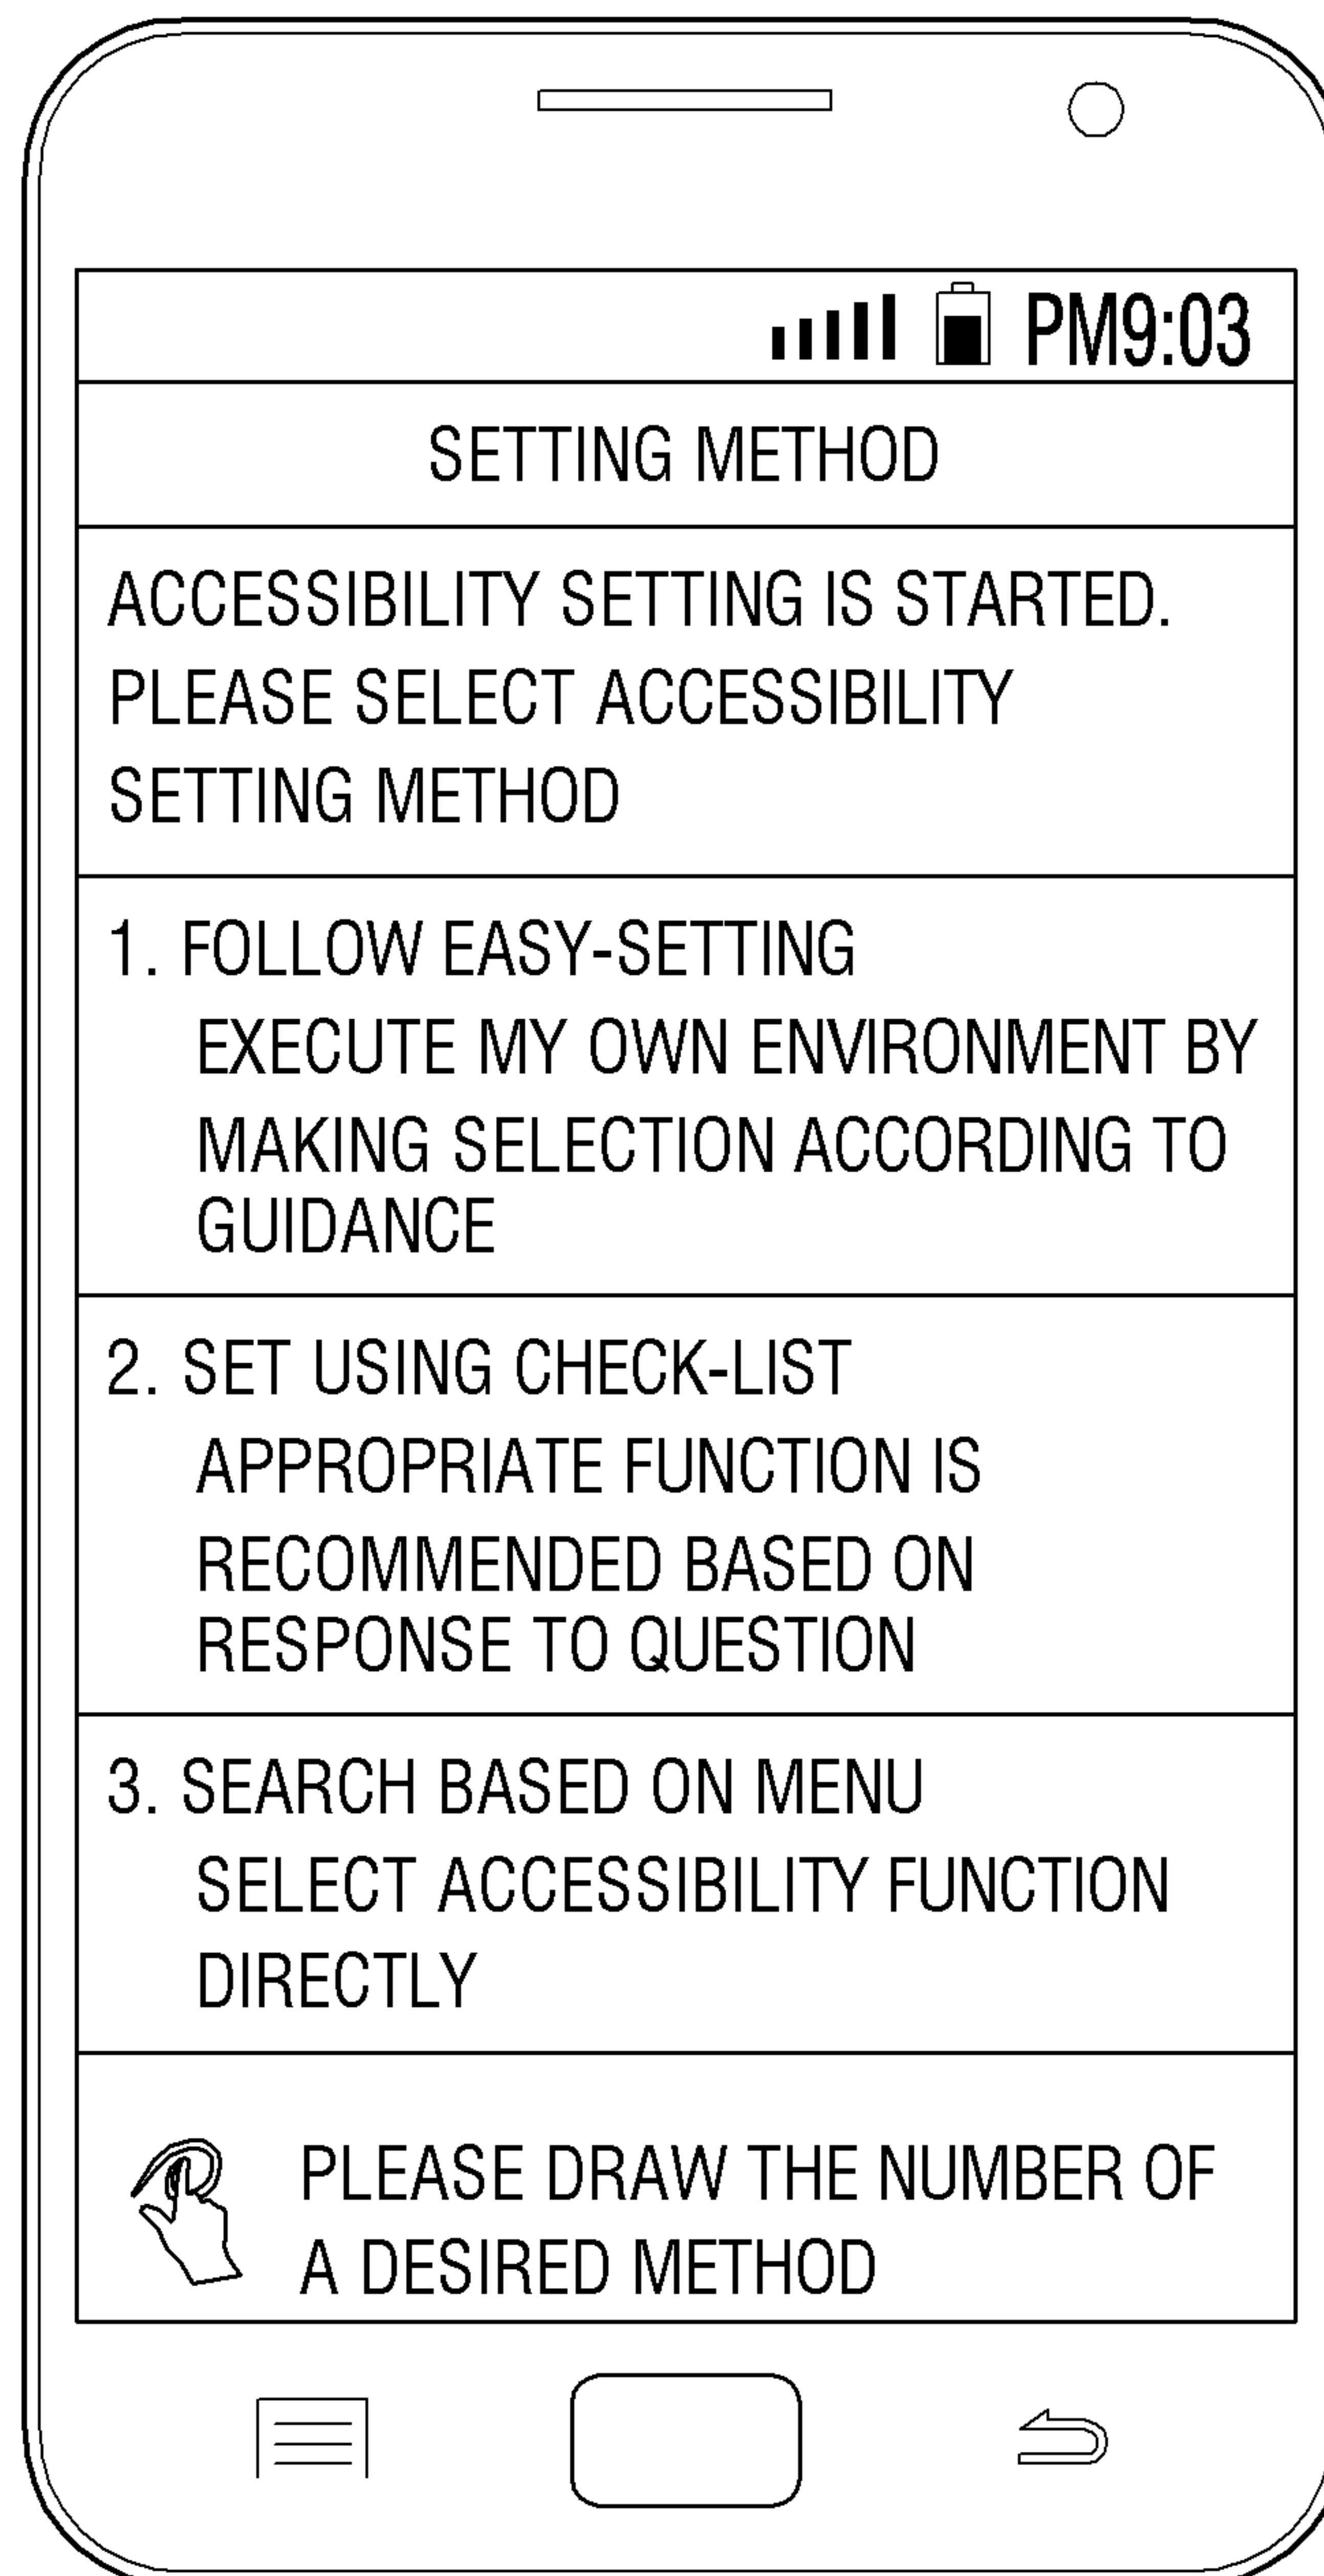 PM9:03
SETTING METHOD
ACCESSIBILITY SETTING IS STARTED.
PLEASE SELECT ACCESSIBILITY
SETTING METHOD
1. FOLLOW EASY-SETTING
EXECUTE MY OWN ENVIRONMENT BY
MAKING SELECTION ACCORDING TO
GUIDANCE
2. SET USING CHECK-LIST
APPROPRIATE FUNCTION IS
RECOMMENDED BASED ON
RESPONSE TO QUESTION
3. SEARCH BASED ON MENU
SELECT ACCESSIBILITY FUNCTION
DIRECTLY
PLEASE DRAW THE NUMBER OF
A DESIRED METHOD